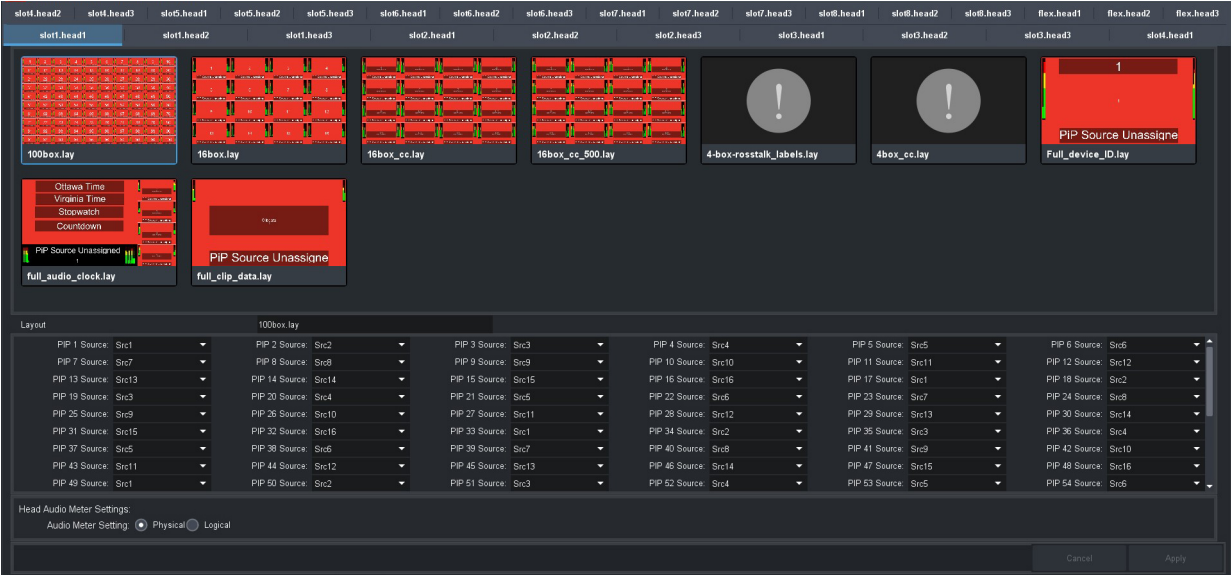 slot4.head2 slot4.head3 slot5.head1 slot5.head2 slot5.head3 slot6.head1 slot6.head2 slot6.head3 slot7.head1 slot7.head2 slot7.head3 slot8.head1 slot8.head2 slot8.head3 flex.head1 flex.head2 flex.head3
slot1.head1 slot1.head2 slot1.head3 slot2.head1 slot2.head2 slot2.head3 slot3.head1 slot3.head2 slot3.head3 slot4.head1
1
PiP Source Unassigne
100box.lay 16box.lay 16box_cc.lay 16box_cc_500.lay 4-box-rosstalk_labels.lay 4box_cc.lay Full_device_ID.lay
Ottawa Time
Virginia Time
Stopwatch
Countdown
PiP Source Unassigned
1
PiP Source Unassigne
full_audio_clock.lay full_clip_data.lay
Layout 100box.lay
PIP 1 Source: Src1 PIP 2 Source: Src2 PIP 3 Source: Src3 PIP 4 Source: Src4 PIP 5 Source: Src5 PIP 6 Source: Src6
PIP 7 Source: Src7 PIP 8 Source: Src8 PIP 9 Source: Src9 PIP 10 Source: Src10 PIP 11 Source: Src11 PIP 12 Source: Src12
PIP 13 Source: Src13 PIP 14 Source: Src14 PIP 15 Source: Src15 PIP 16 Source: Src16 PIP 17 Source: Src1 PIP 18 Source: Src2
PIP 19 Source: Src3 PIP 20 Source: Src4 PIP 21 Source: Src5 PIP 22 Source: Src6 PIP 23 Source: Src7 PIP 24 Source: Src8
PIP 25 Source: Src9 PIP 26 Source: Src10 PIP 27 Source: Src11 PIP 28 Source: Src12 PIP 29 Source: Src13 PIP 30 Source: Src14
PIP 31 Source: Src15 PIP 32 Source: Src16 PIP 33 Source: Src1 PIP 34 Source: Src2 PIP 35 Source: Src3 PIP 36 Source: Src4
PIP 37 Source: Src5 PIP 38 Source: Src6 PIP 39 Source: Src7 PIP 40 Source: Src8 PIP 41 Source: Src9 PIP 42 Source: Src10
PIP 43 Source: Src11 PIP 44 Source: Src12 PIP 45 Source: Src13 PIP 46 Source: Src14 PIP 47 Source: Src15 PIP 48 Source: Src16
PIP 49 Source: Src1 PIP 50 Source: Src2 PIP 51 Source: Src3 PIP 52 Source: Src4 PIP 53 Source: Src5 PIP 54 Source: Src6
Head Audio Meter Settings:
Audio Meter Setting: Physical Logical
Cancel Apply